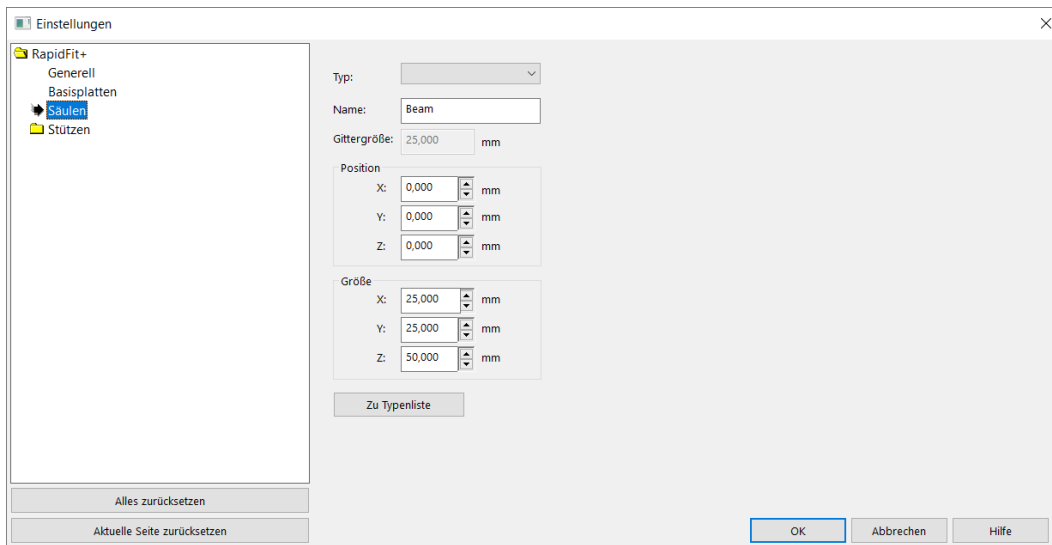 Einstellungen
RapidFit+
Generell
Basisplatten
Säulen
Stützen
Alles zurücksetzen
Aktuelle Seite zurücksetzen
Typ:
Name: Beam
Gittergröße: 25,000 mm
Position
X: 0,000 mm
Y: 0,000 mm
Z: 0,000 mm
Größe
X: 25,000 mm
Y: 25,000 mm
Z: 50,000 mm
Zu Typenliste
OK Abbrechen Hilfe